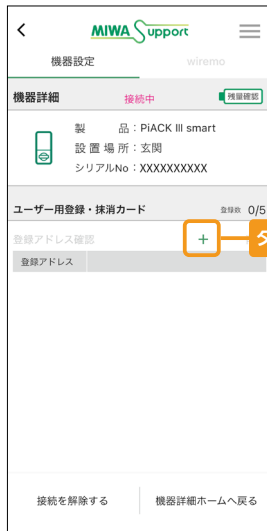 MIWA Support
機器設定 wiremo
機器詳細 接続中 残量確認
製 品：PiACK III smart
設置場所：玄関
シリアルNo：XXXXXXXXXX
ユーザー用登録・抹消カード 登録数 0/5
登録アドレス確認 +
登録アドレス
接続を解除する 機器詳細ホームへ戻る